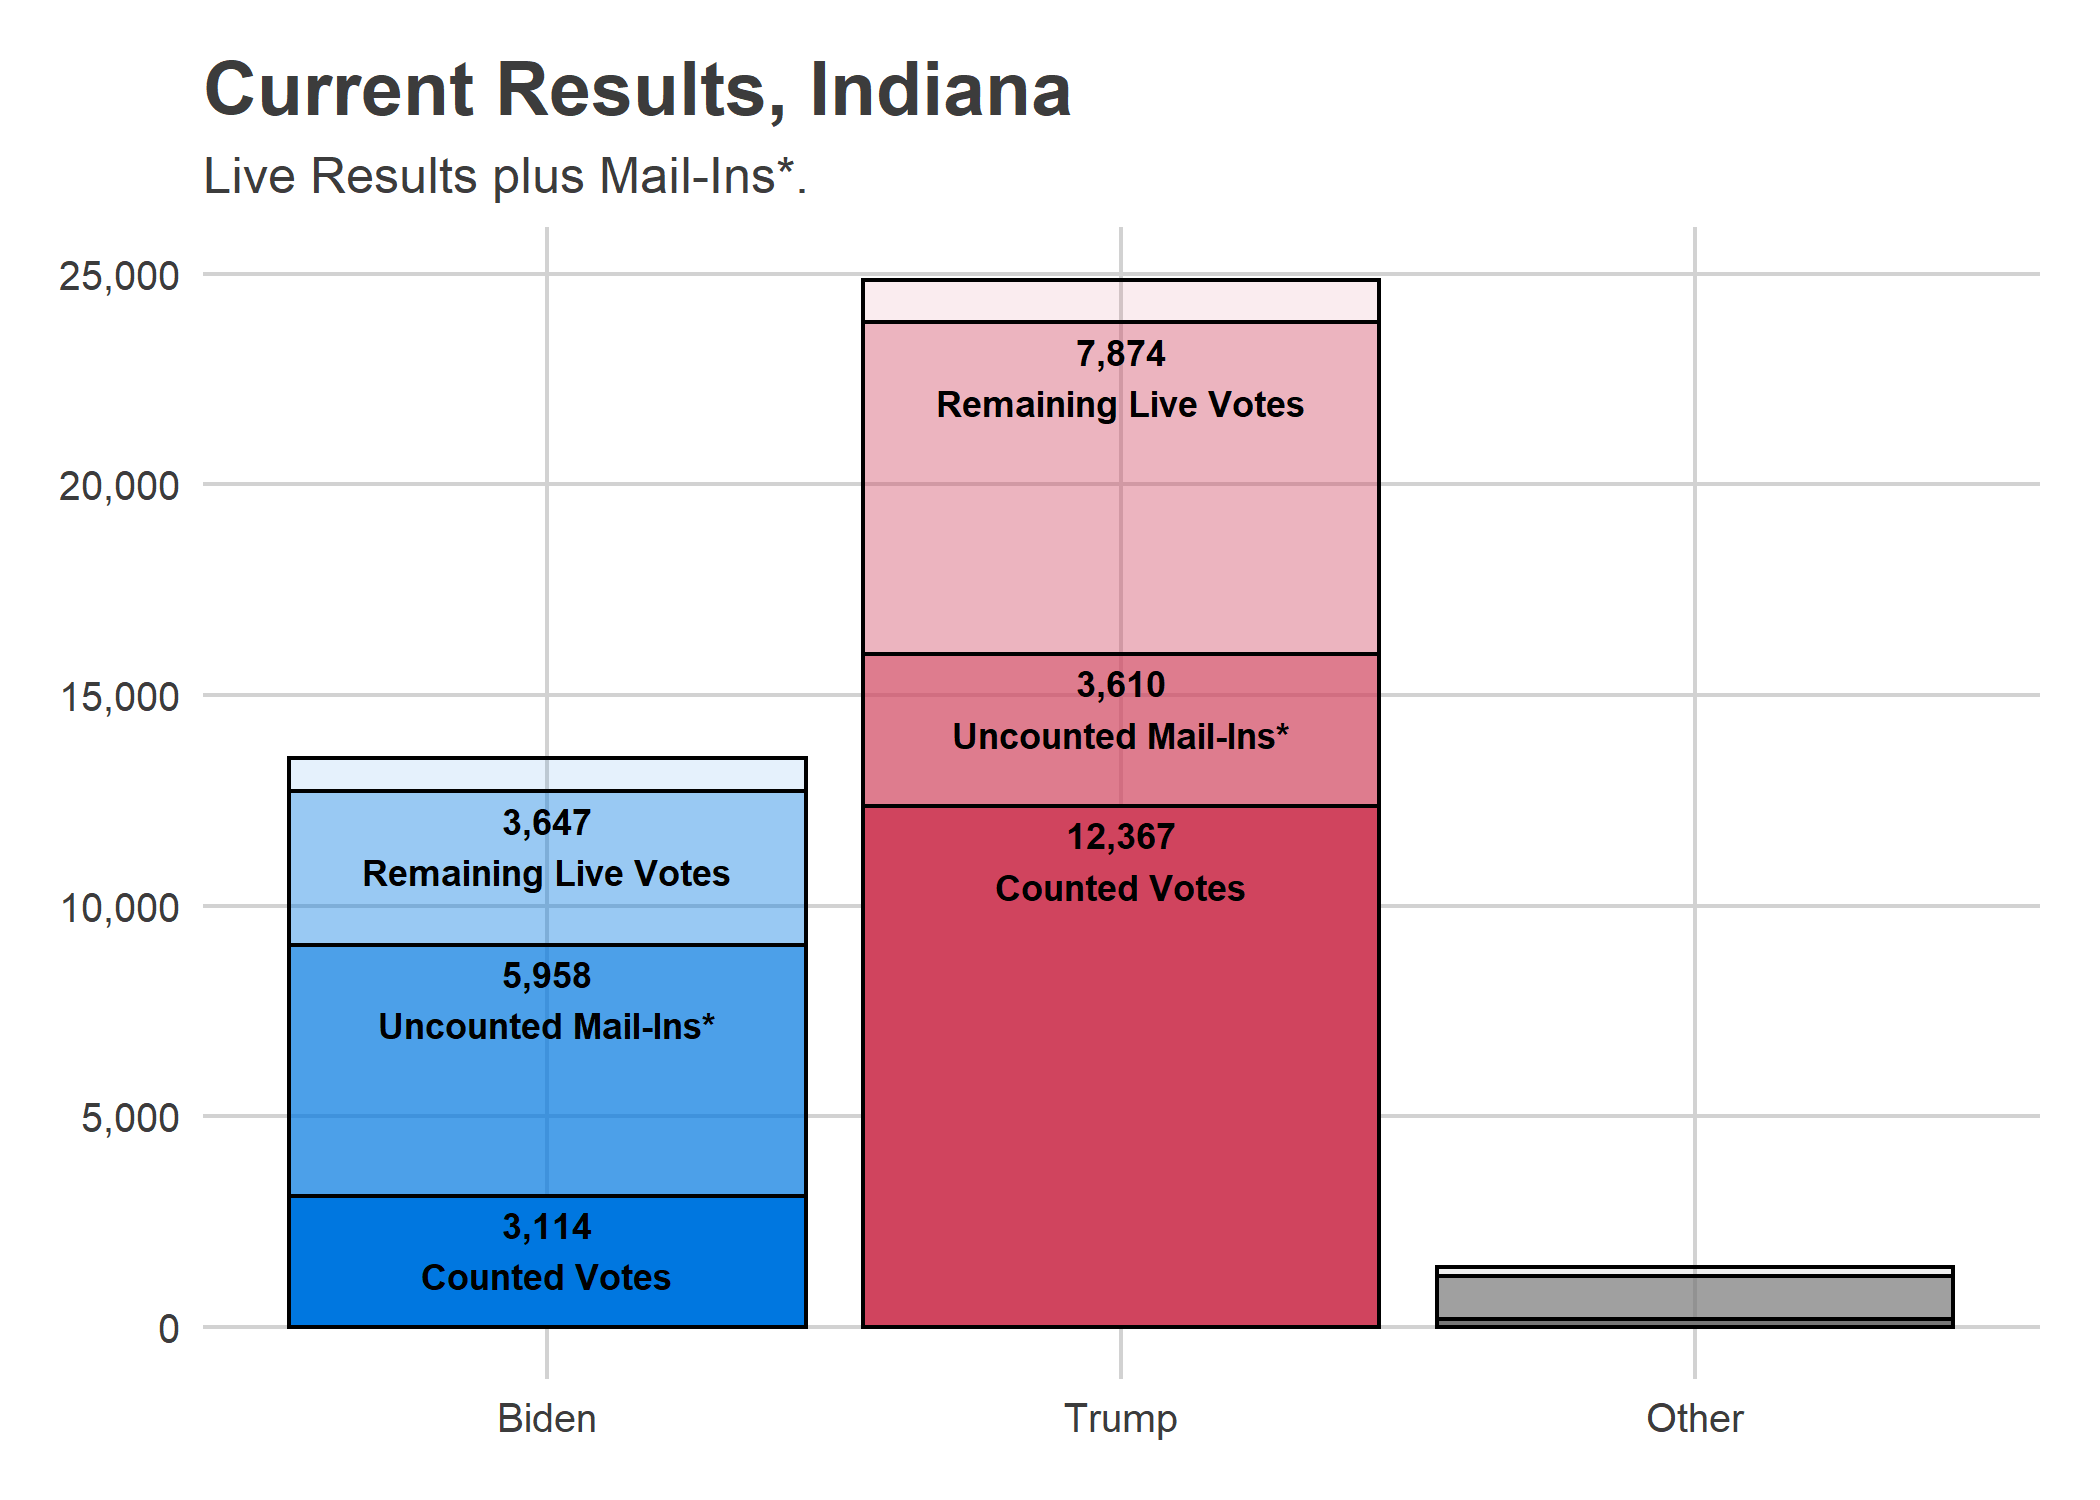 Current Results, Indiana
Live Results plus Mail-Ins*.
25,000
20,000
15,000
10,000
5,000
0
3,647
Remaining Live Votes
5,958
Uncounted Mail-Ins*
3,114
Counted Votes
7,874
Remaining Live Votes
3,610
Uncounted Mail-Ins*
12,367
Counted Votes
Biden
Trump
Other